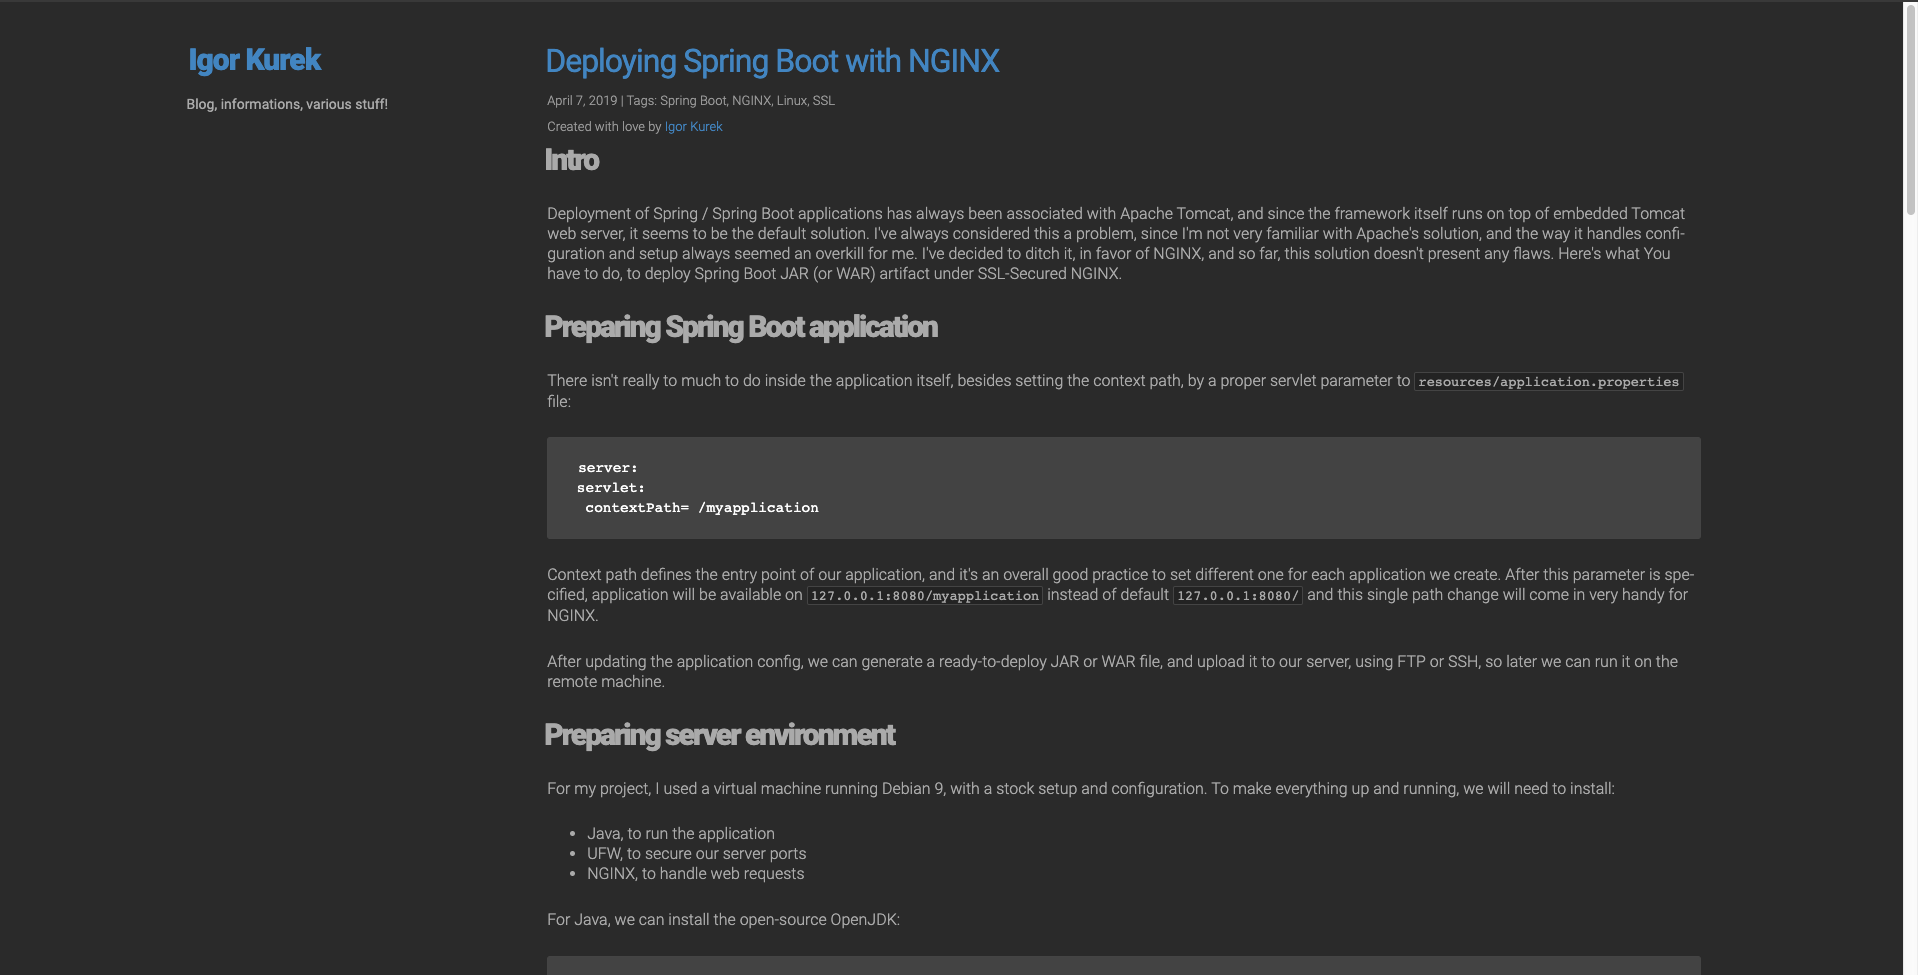 Igor Kurek
Blog, informations, various stuff!
Deploying Spring Boot with NGINX
April 7, 2019 | Tags: Spring Boot, NGINX, Linux, SSL
Created with love by Igor Kurek
Intro
Deployment of Spring / Spring Boot applications has always been associated with Apache Tomcat, and since the framework itself runs on top of embedded Tomcat
web server, it seems to be the default solution. I've always considered this a problem, since I'm not very familiar with Apache's solution, and the way it handles confi-
guration and setup always seemed an overkill for me. I've decided to ditch it, in favor of NGINX, and so far, this solution doesn't present any flaws. Here's what You
have to do, to deploy Spring Boot JAR (or WAR) artifact under SSL-Secured NGINX.
Preparing Spring Boot application
There isn't really to much to do inside the application itself, besides setting the context path, by a proper servlet parameter to resources/application.properties
file:
server:
servlet:
contextPath= /myapplication
Context path defines the entry point of our application, and it's an overall good practice to set different one for each application we create. After this parameter is spe-
cified, application will be available on 127.0.0.1:8080/myapplication instead of default 127.0.0.1:8080/ and this single path change will come in very handy for
NGINX.
After updating the application config, we can generate a ready-to-deploy JAR or WAR file, and upload it to our server, using FTP or SSH, so later we can run it on the
remote machine.
Preparing server environment
For my project, I used a virtual machine running Debian 9, with a stock setup and configuration. To make everything up and running, we will need to install:
• Java, to run the application
• UFW, to secure our server ports
• NGINX, to handle web requests
For Java, we can install the open-source OpenJDK: